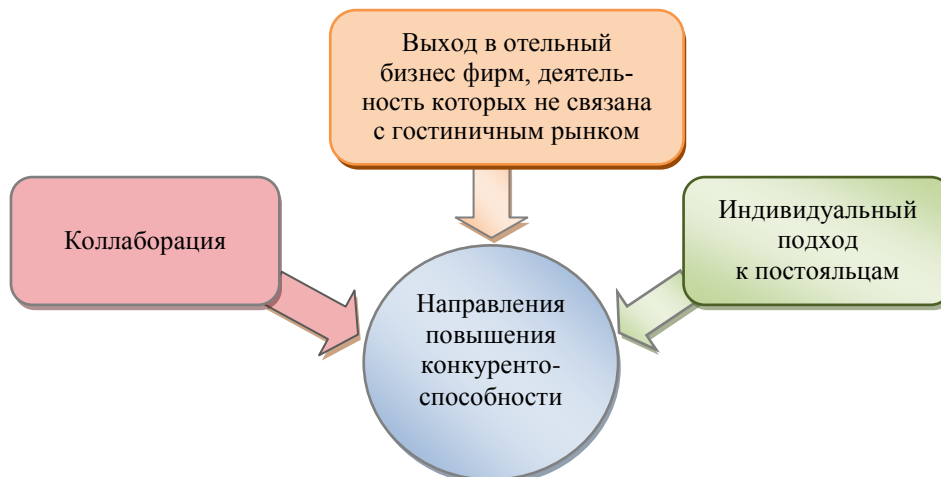 Выход в отельный
бизнес фирм, деятель-
ность которых не связана
с гостиничным рынком
Коллаборация
Индивидуальный
подход
к постояльцам
Направления
повышения
конкуренто-
способности